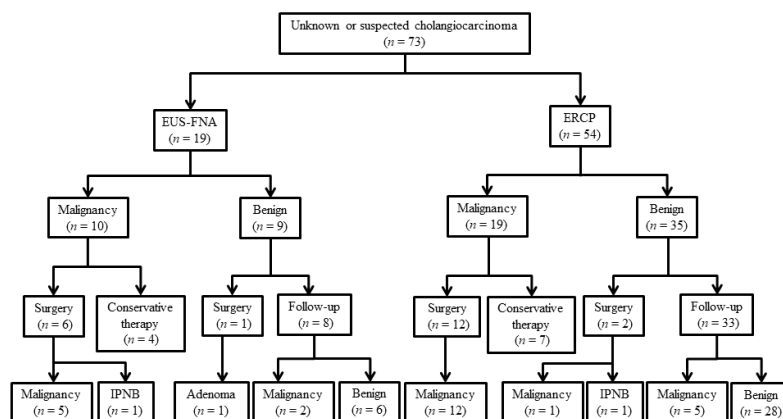 Unknown or suspected cholangiocarcinoma
(n = 73)
EUS-FNA
(n = 19)
ERCP
(n = 54)
Malignancy
(n = 10)
Benign
(n = 9)
Malignancy
(n = 19)
Benign
(n = 35)
Surgery
(n = 6)
Conservative
therapy
(n = 4)
Surgery
(n = 1)
Follow-up
(n = 8)
Surgery
(n = 12)
Conservative
therapy
(n = 7)
Surgery
(n = 2)
Follow-up
(n = 33)
Malignancy
(n = 5)
IPNB
(n = 1)
Adenoma
(n = 1)
Malignancy
(n = 2)
Benign
(n = 6)
Malignancy
(n = 12)
Malignancy
(n = 1)
IPNB
(n = 1)
Malignancy
(n = 5)
Benign
(n = 28)